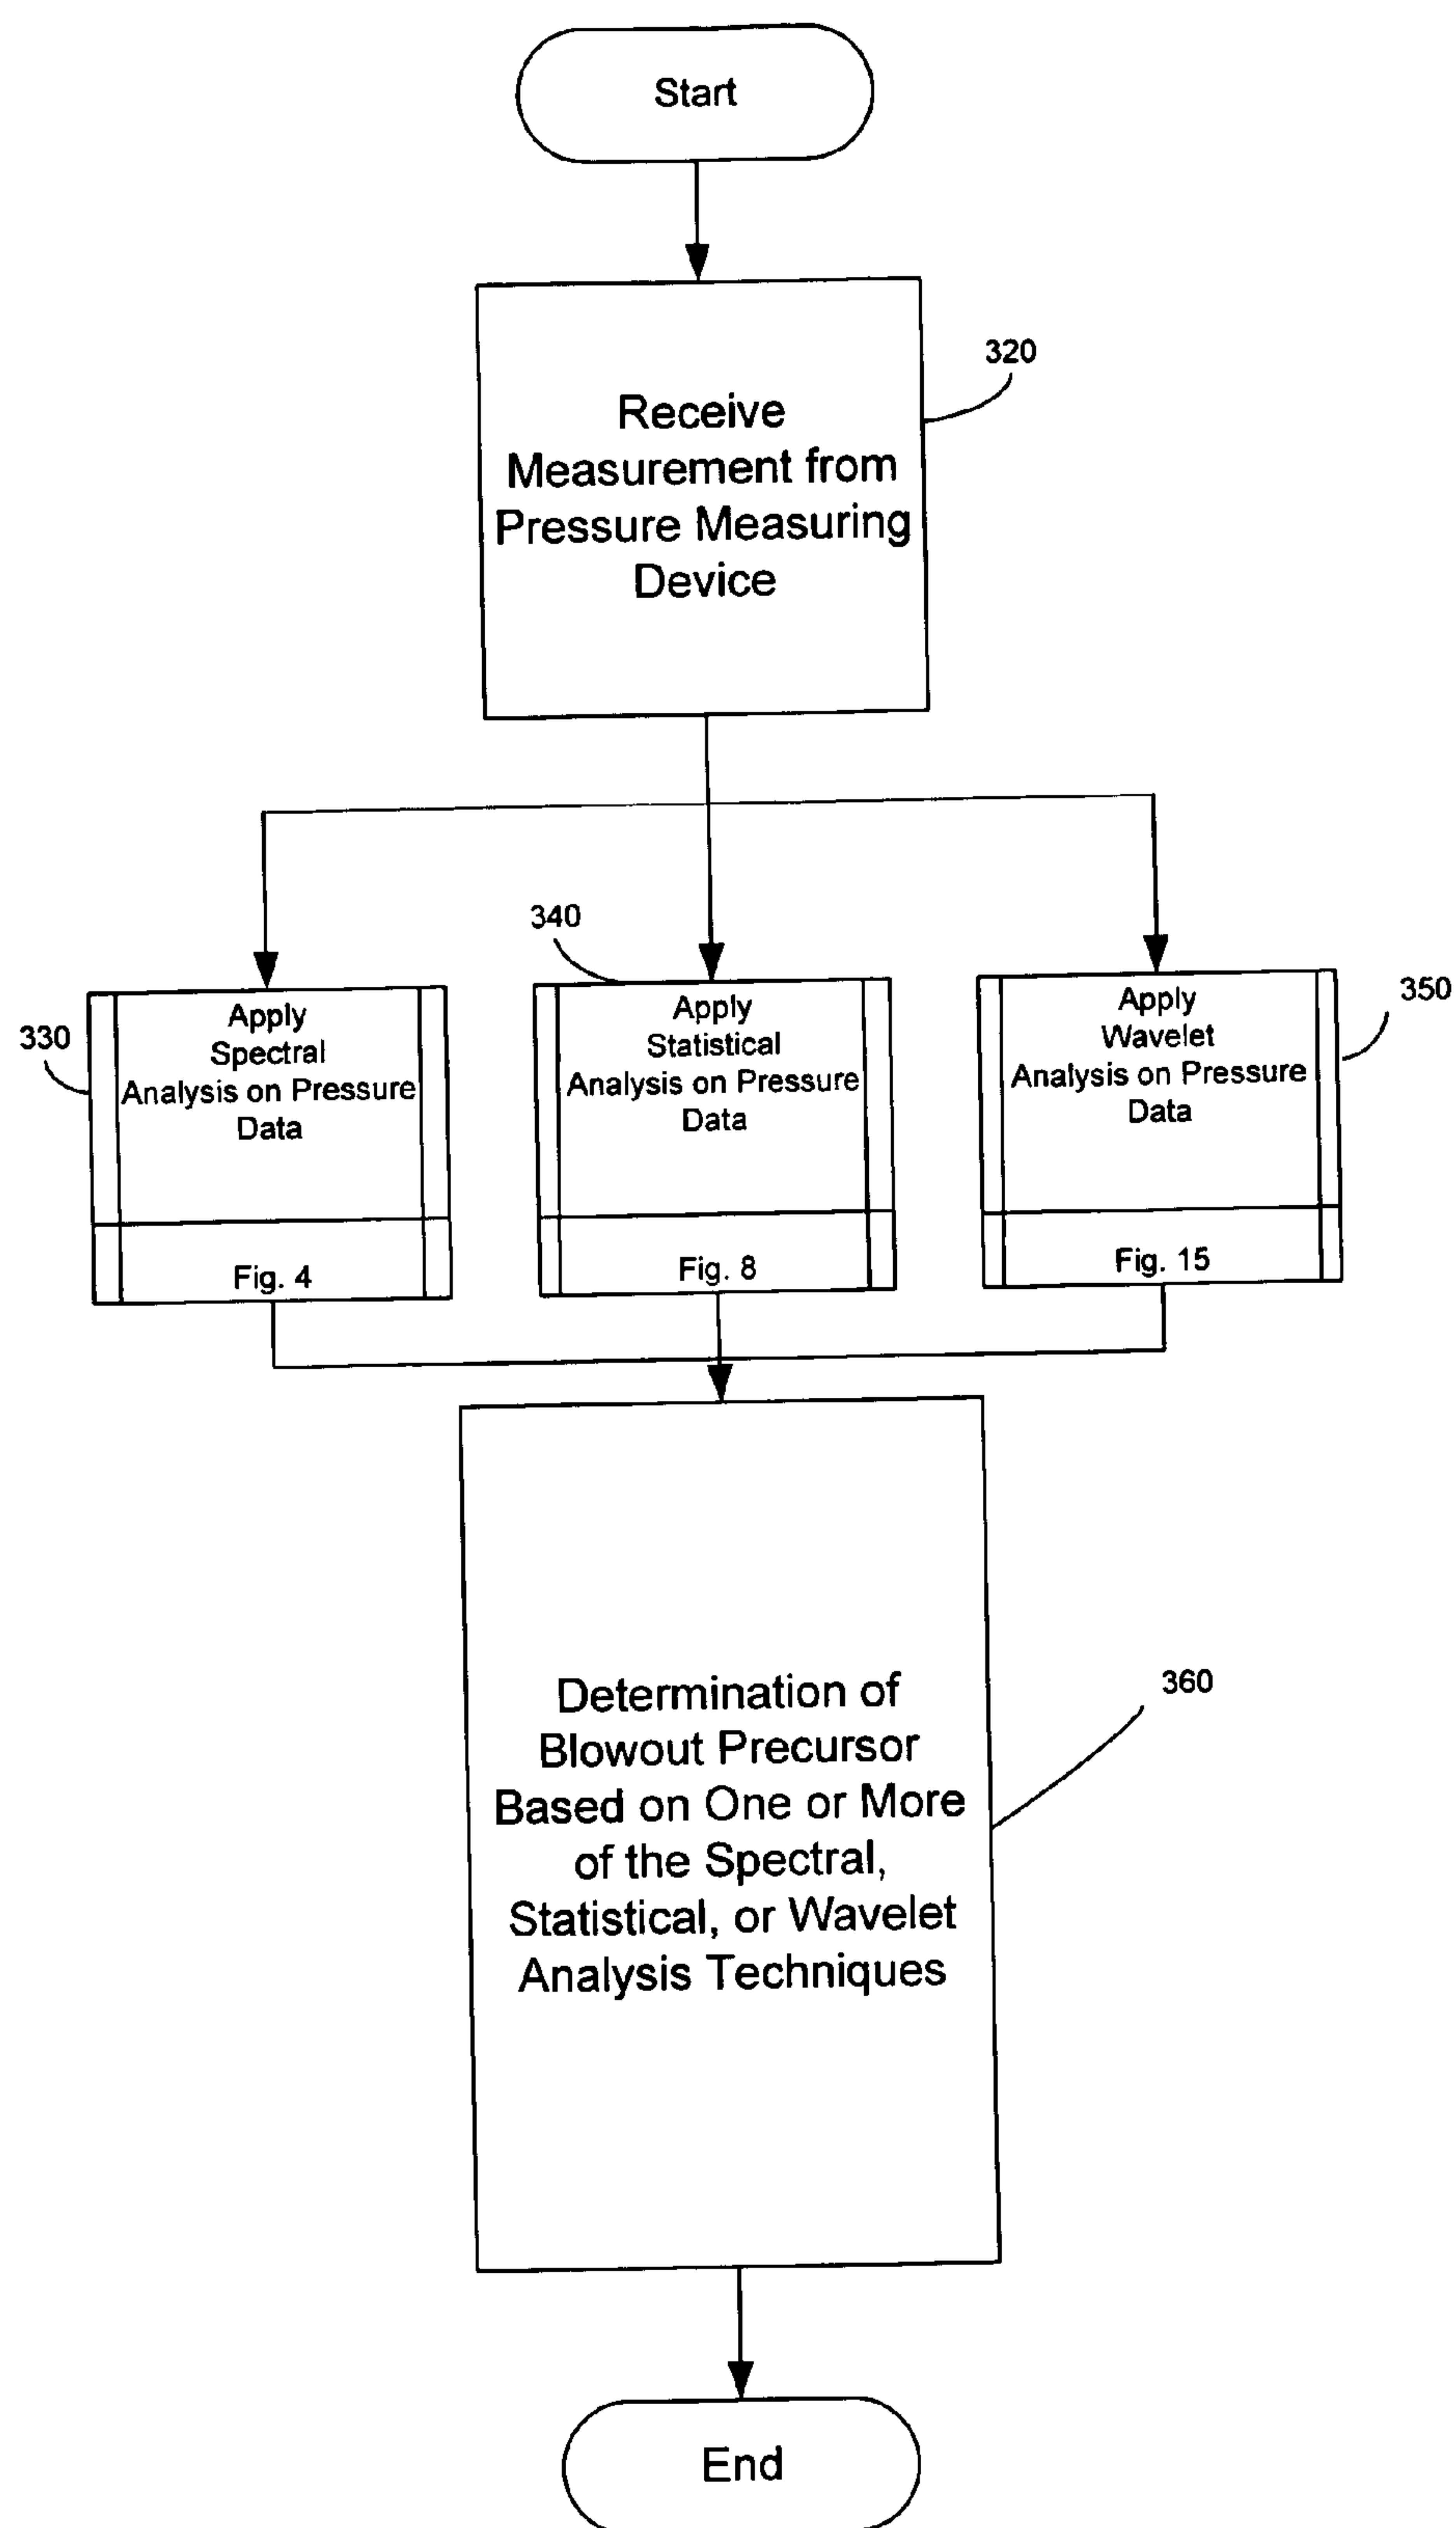 Start
320
Receive
Measurement from
Pressure Measuring
Device
340
330
350
Apply
Spectral
Analysis on Pressure
Data
Fig. 4
Apply
Statistical
Analysis on Pressure
Data
Fig. 8
Apply
Wavelet
Analysis on Pressure
Data
Fig. 15
360
Determination of
Blowout Precursor
Based on One or More
of the Spectral,
Statistical, or Wavelet
Analysis Techniques
End